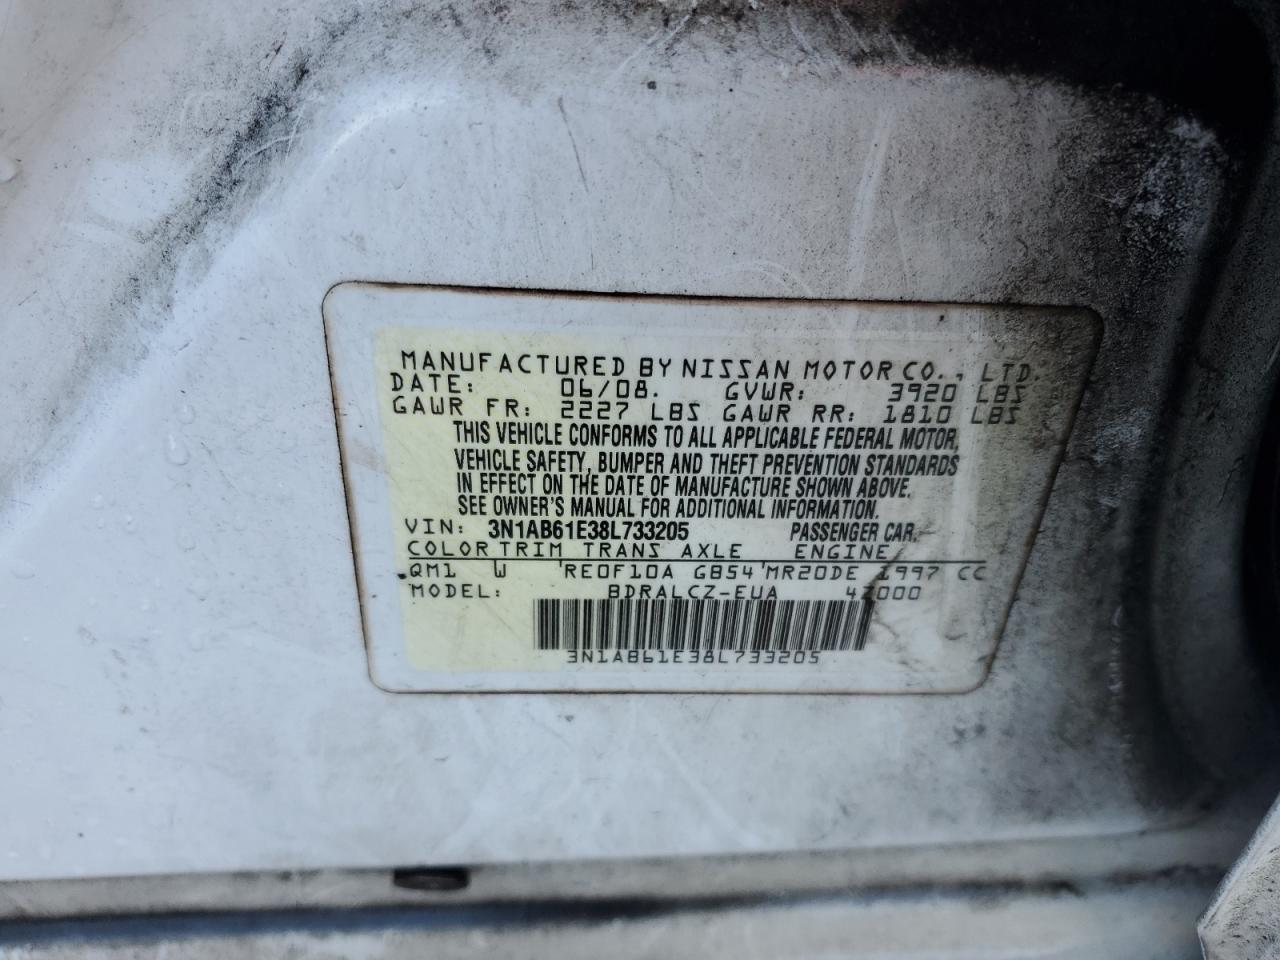 MANUFACTURED BY NISSAN MOTOR CO., LTD.
DATE: 06/08. GVWR: 3920 LBS
GAWR FR: 2227 LBS GAWR RR: 1810 LBS
THIS VEHICLE CONFORMS TO ALL APPLICABLE FEDERAL MOTOR,
VEHICLE SAFETY, BUMPER AND THEFT PREVENTION STANDARDS
IN EFFECT ON THE DATE OF MANUFACTURE SHOWN ABOVE.
SEE OWNER'S MANUAL FOR ADDITIONAL INFORMATION.
VIN: 3N1AB61E38L733205 PASSENGER CAR.
COLOR TRIM TRANS AXLE ENGINE
QM1 W RE0F10A GB54 MR20DE 1997 CC
MODEL: BDRALCZ-EUA 4Z000
3N1AB61E38L733205